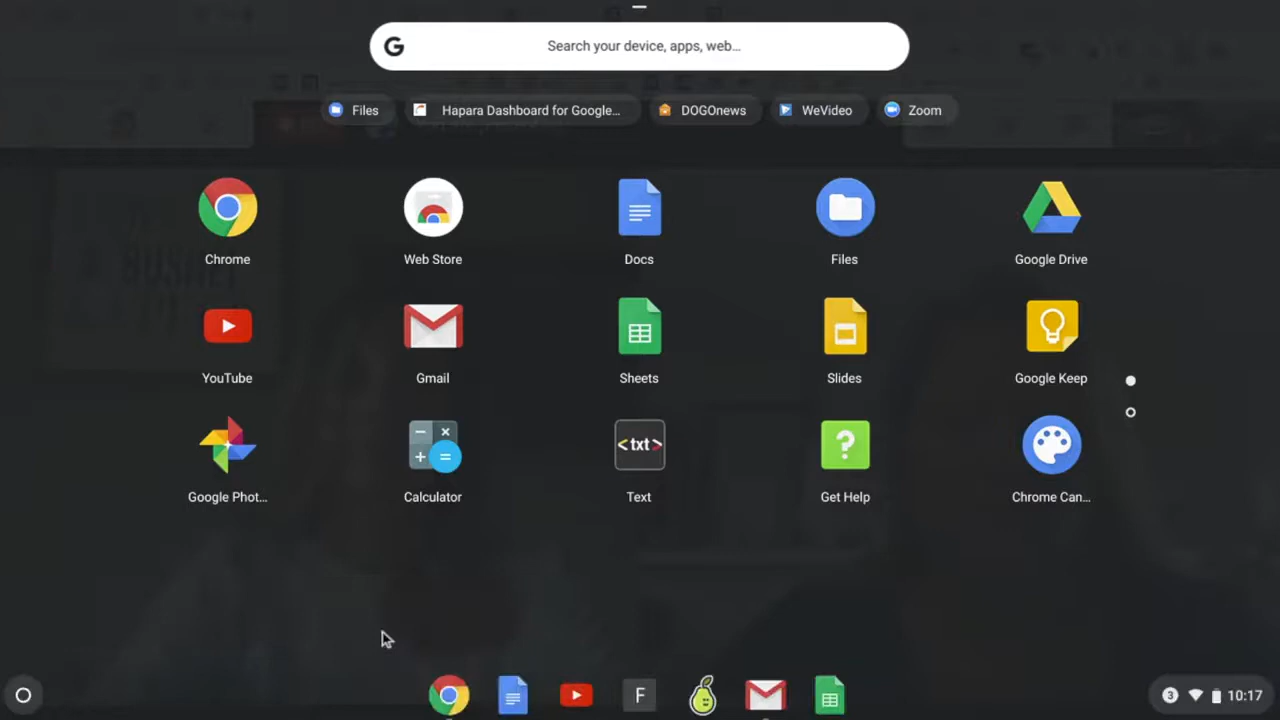 Search your device, apps, web...
Files
Hapara Dashboard for Google...
DOGOnews
WeVideo
Zoom
Chrome
Web Store
Docs
Files
Google Drive
YouTube
Gmail
Sheets
Slides
Google Keep
Google Phot...
Calculator
<txt>
Text
?
Get Help
Chrome Can...
F
3
10:17